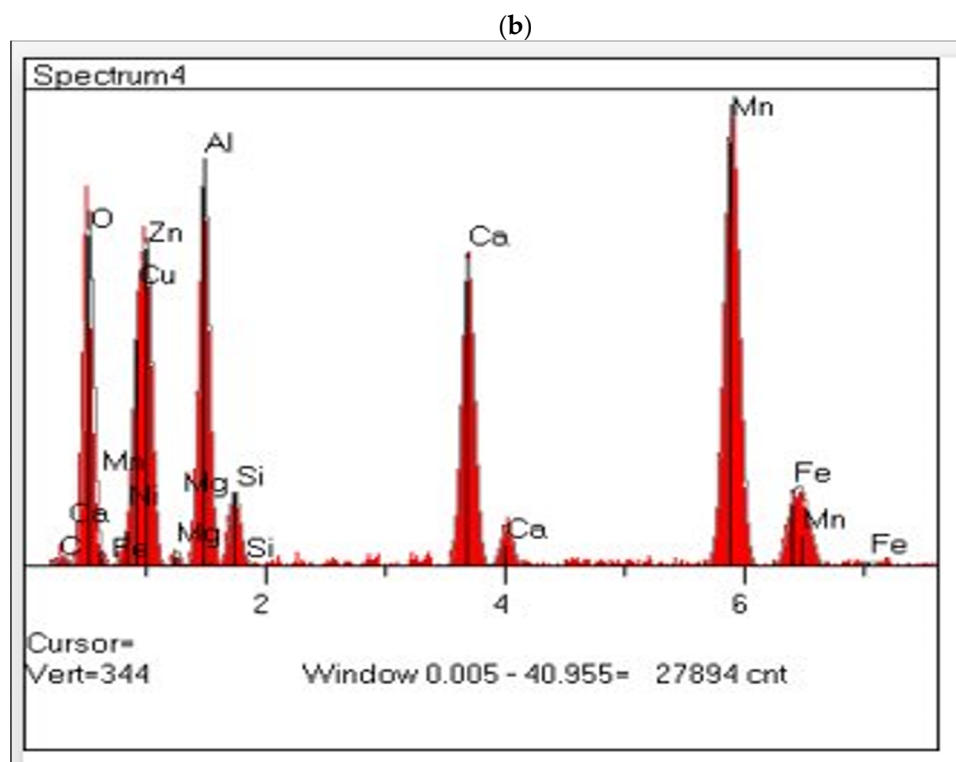 (b)
Spectrum4
Mn
Al
O
Zn
Ca
Cu
Mn
Mg
Si
Fe
Ni
Ca
Mn
Ca
Mg
C
Fe
Si
Fe
2 4 6
Cursor=
Vert=344 Window 0.005 - 40.955= 27894 cnt